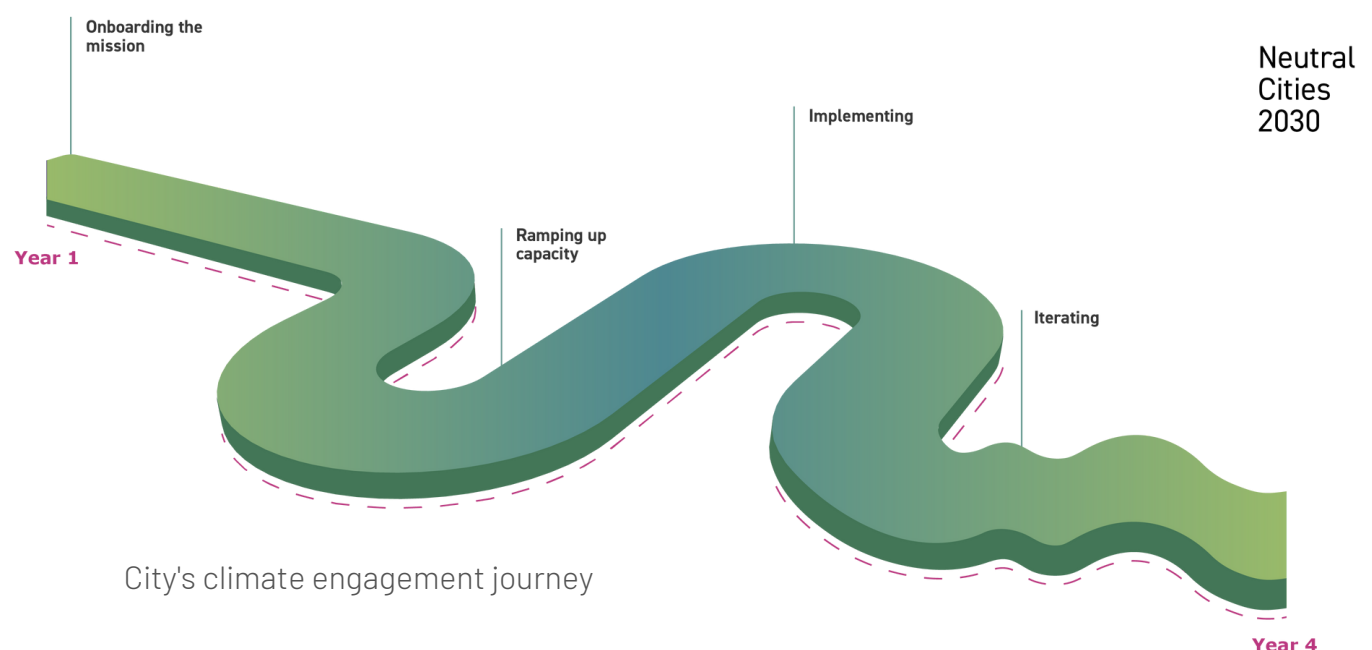 Onboarding the
mission
Neutral
Cities
2030
Implementing
Ramping up
capacity
Year 1
Iterating
City's climate engagement journey
Year 4